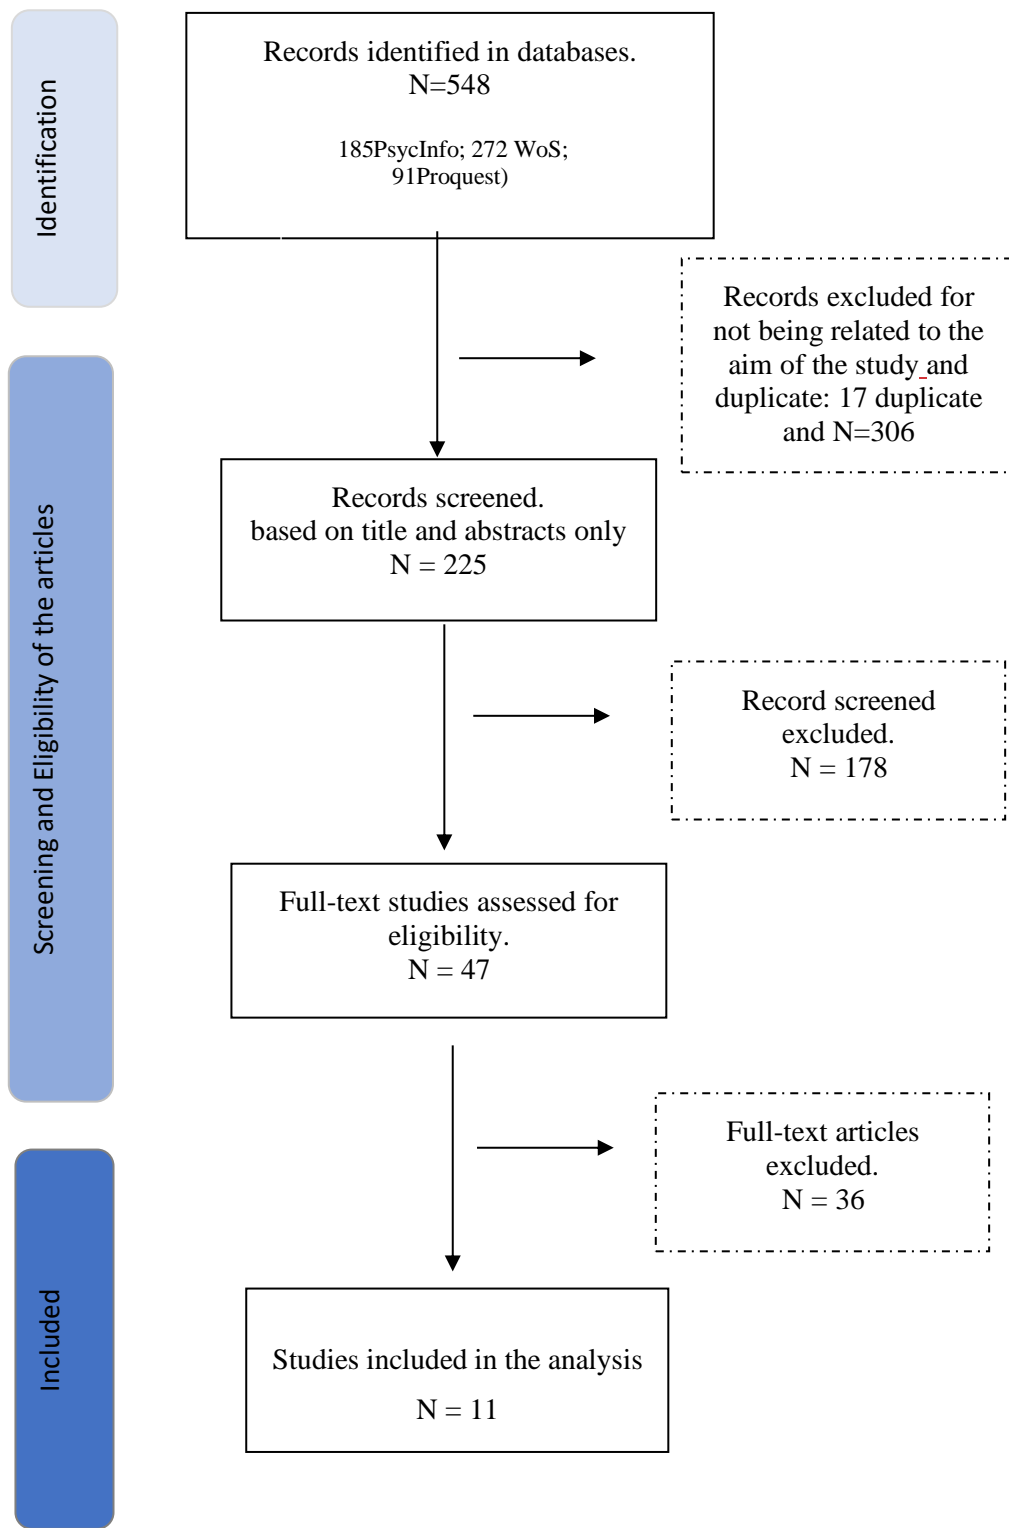 Identification
Records identified in databases.
N=548
185PsycInfo; 272 WoS;
91Proquest)
Records excluded for
not being related to the
aim of the study and
duplicate: 17 duplicate
and N=306
Screening and Eligibility of the articles
Records screened.
based on title and abstracts only
N = 225
Record screened
excluded.
N = 178
Full-text studies assessed for
eligibility.
N = 47
Full-text articles
excluded.
N = 36
Included
Studies included in the analysis
N = 11